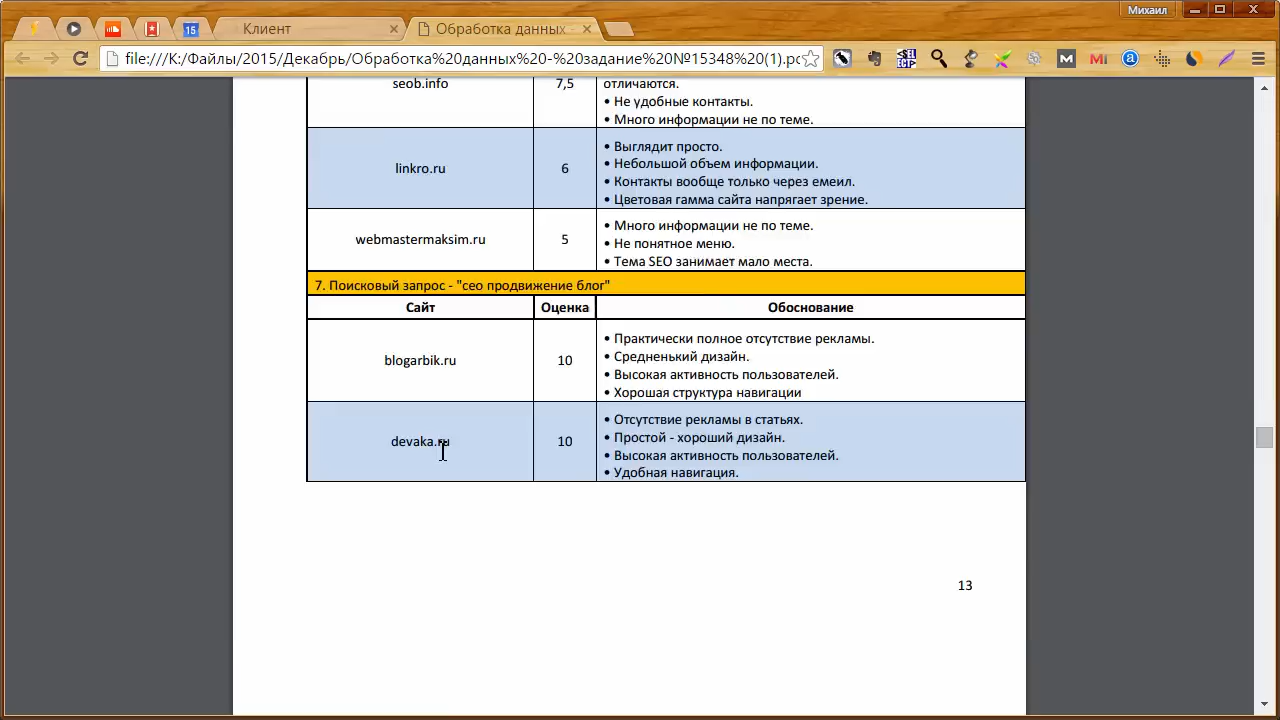 Михаил
15
Клиент
Обработка данных
file:///K:/Файлы/2015/Декабрь/Обработка%20данных%20-%20задание%20№15348%20(1).pd
seob.info
7,5
отличаются.
• Не удобные контакты.
• Много информации не по теме.
linkro.ru
6
• Выглядит просто.
• Небольшой объем информации.
• Контакты вообще только через емеил.
• Цветовая гамма сайта напрягает зрение.
webmastermaksim.ru
5
• Много информации не по теме.
• Не понятное меню.
• Тема SEO занимает мало места.
7. Поисковый запрос - "сео продвижение блог"
Сайт
Оценка
Обоснование
blogarbik.ru
10
• Практически полное отсутствие рекламы.
• Средненький дизайн.
• Высокая активность пользователей.
• Хорошая структура навигации
devaka.ru
10
• Отсутствие рекламы в статьях.
• Простой - хороший дизайн.
• Высокая активность пользователей.
• Удобная навигация.
13